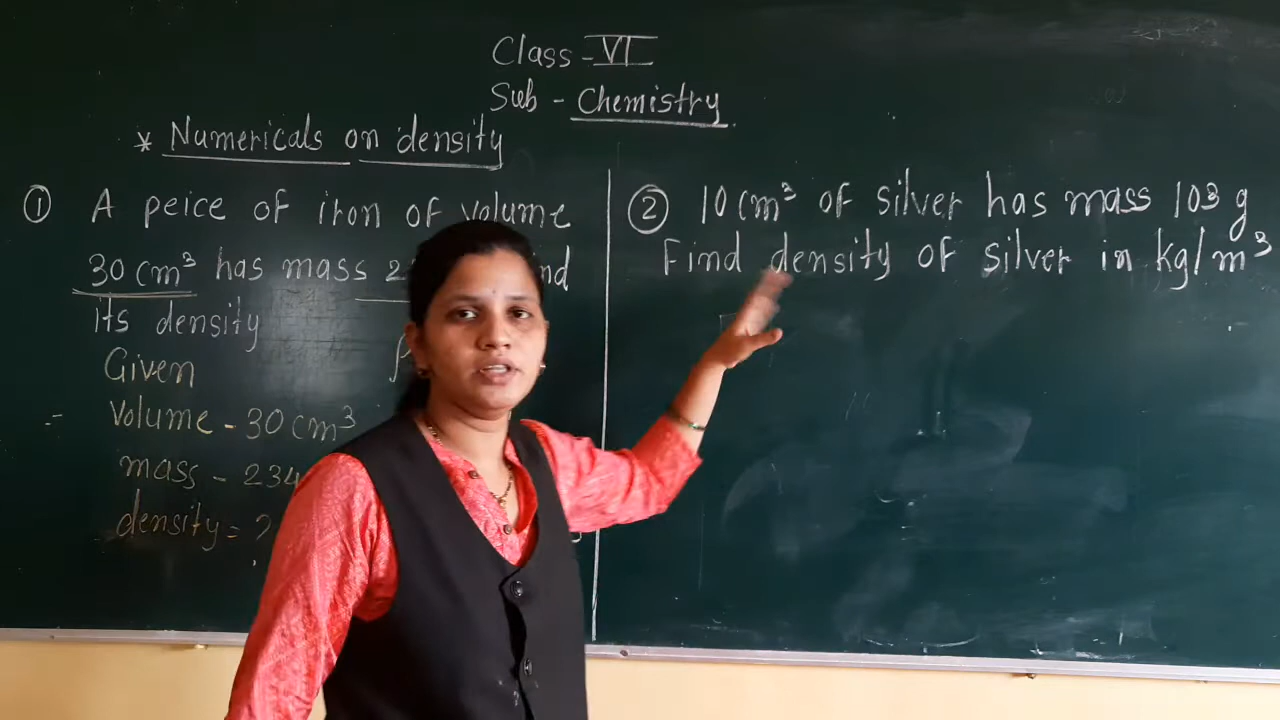 Class - VI
Sub - Chemistry
* Numericals on density
① A peice of iron of volume
30 cm³ has mass
its density
Given
= volume - 30 cm³
mass - 234
density = ?
② 10 cm³ of silver has mass 103 g
Find density of silver in kg/m³